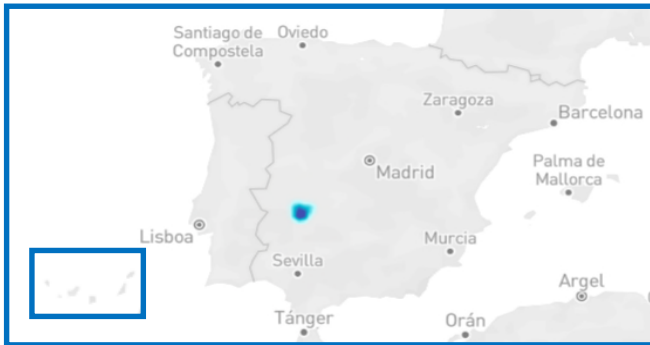 Santiago de
Compostela
Oviedo
Zaragoza
Barcelona
Madrid
Palma de
Mallorca
Lisboa
Murcia
Sevilla
Argel
Tánger
Orán